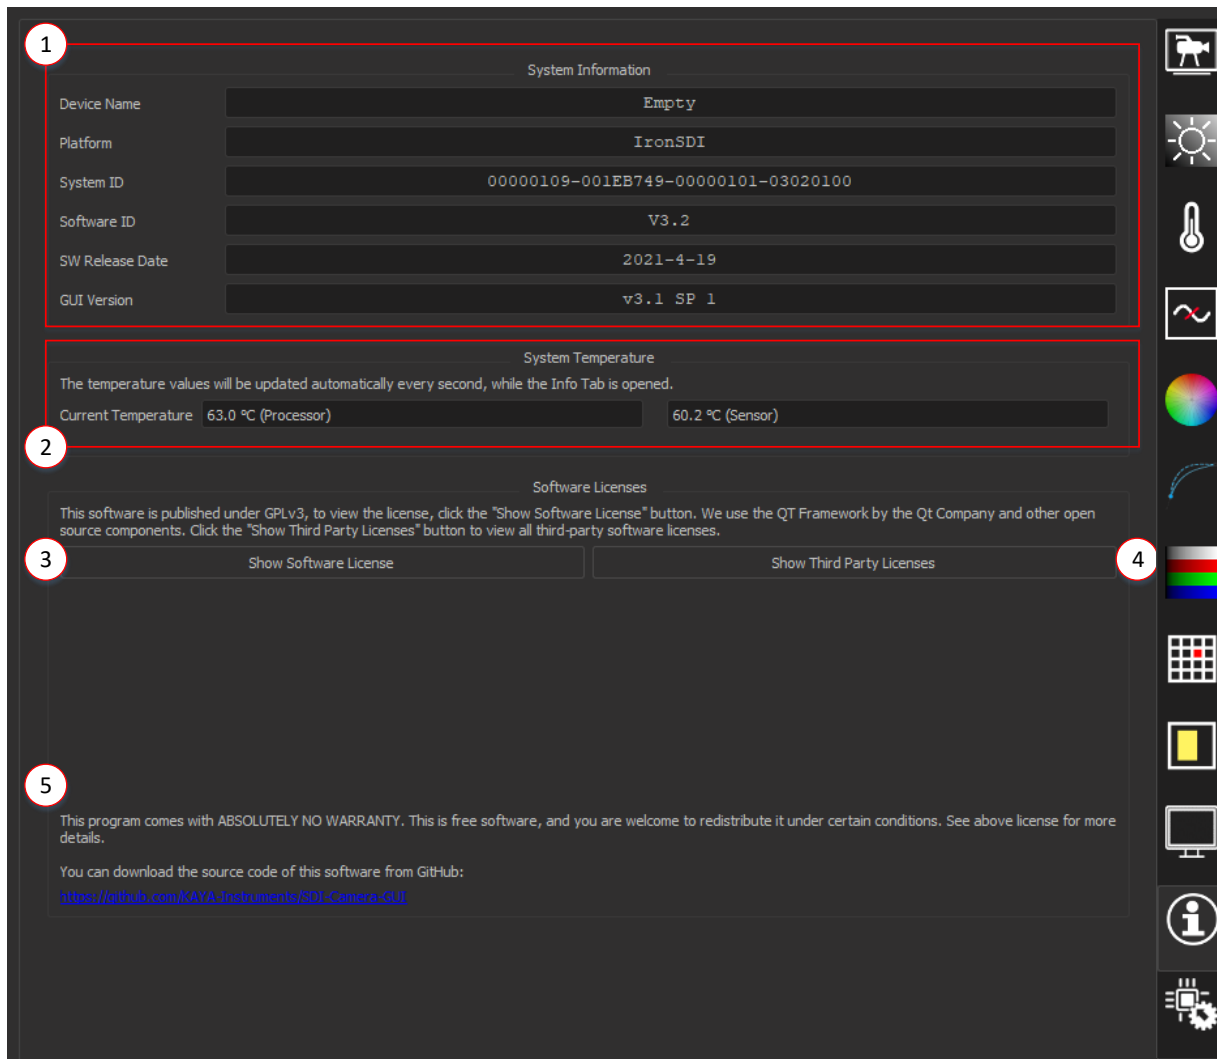 1
System Information
Device Name Empty
Platform IronSDI
System ID 00000109-001EB749-00000101-03020100
Software ID V3.2
SW Release Date 2021-4-19
GUI Version v3.1 SP 1
System Temperature
The temperature values will be updated automatically every second, while the Info Tab is opened.
Current Temperature 63.0 °C (Processor) 60.2 °C (Sensor)
2
Software Licenses
This software is published under GPLv3, to view the license, click the "Show Software License" button. We use the QT Framework by the Qt Company and other open
source components. Click the "Show Third Party Licenses" button to view all third-party software licenses.
3 Show Software License Show Third Party Licenses 4
5
This program comes with ABSOLUTELY NO WARRANTY. This is free software, and you are welcome to redistribute it under certain conditions. See above license for more
details.
You can download the source code of this software from GitHub:
https://github.com/KAYA-Instruments/SDI-Camera-GUI